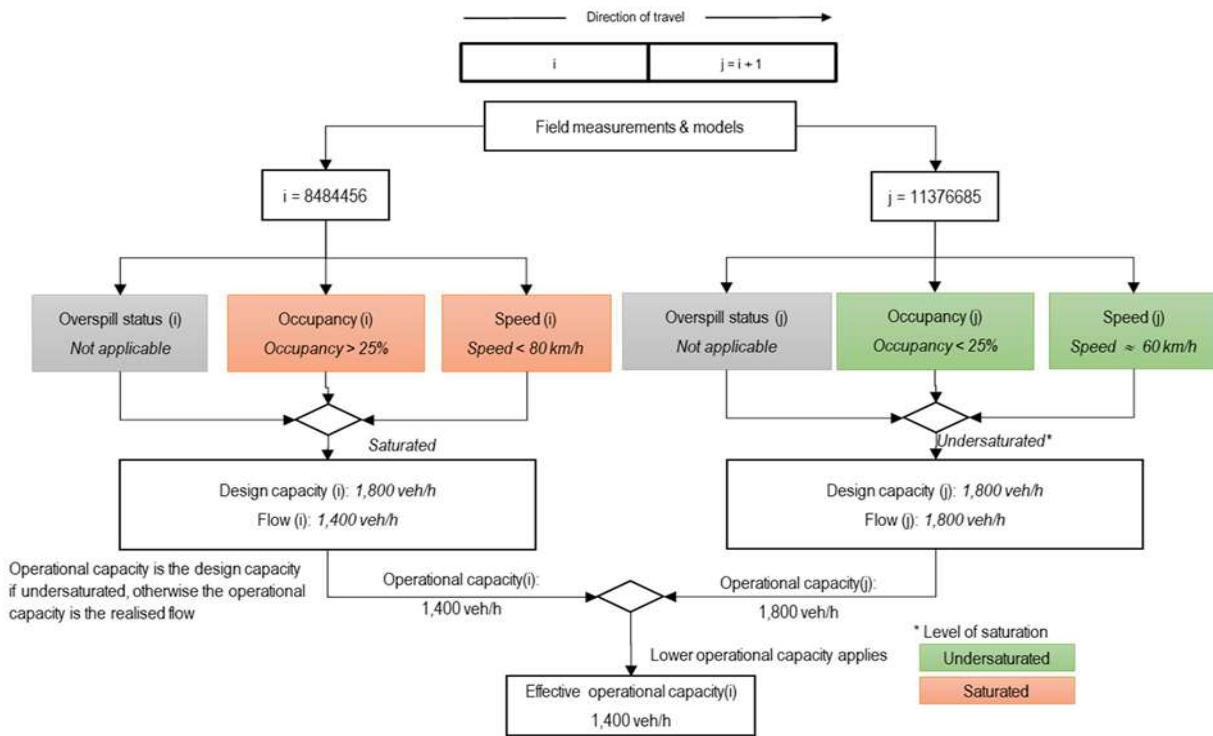 Direction of travel
i
j = i + 1
Field measurements & models
i = 8484456
j = 11376685
Overspill status (i)
Not applicable
Occupancy (i)
Occupancy > 25%
Speed (i)
Speed < 80 km/h
Overspill status (j)
Not applicable
Occupancy (j)
Occupancy < 25%
Speed (j)
Speed ≈ 60 km/h
Saturated
Undersaturated*
Design capacity (i): 1,800 veh/h
Flow (i): 1,400 veh/h
Design capacity (j): 1,800 veh/h
Flow (j): 1,800 veh/h
Operational capacity is the design capacity
if undersaturated, otherwise the operational
capacity is the realised flow
Operational capacity(i):
1,400 veh/h
Operational capacity(j):
1,800 veh/h
Lower operational capacity applies
* Level of saturation
Undersaturated
Saturated
Effective operational capacity(i)
1,400 veh/h